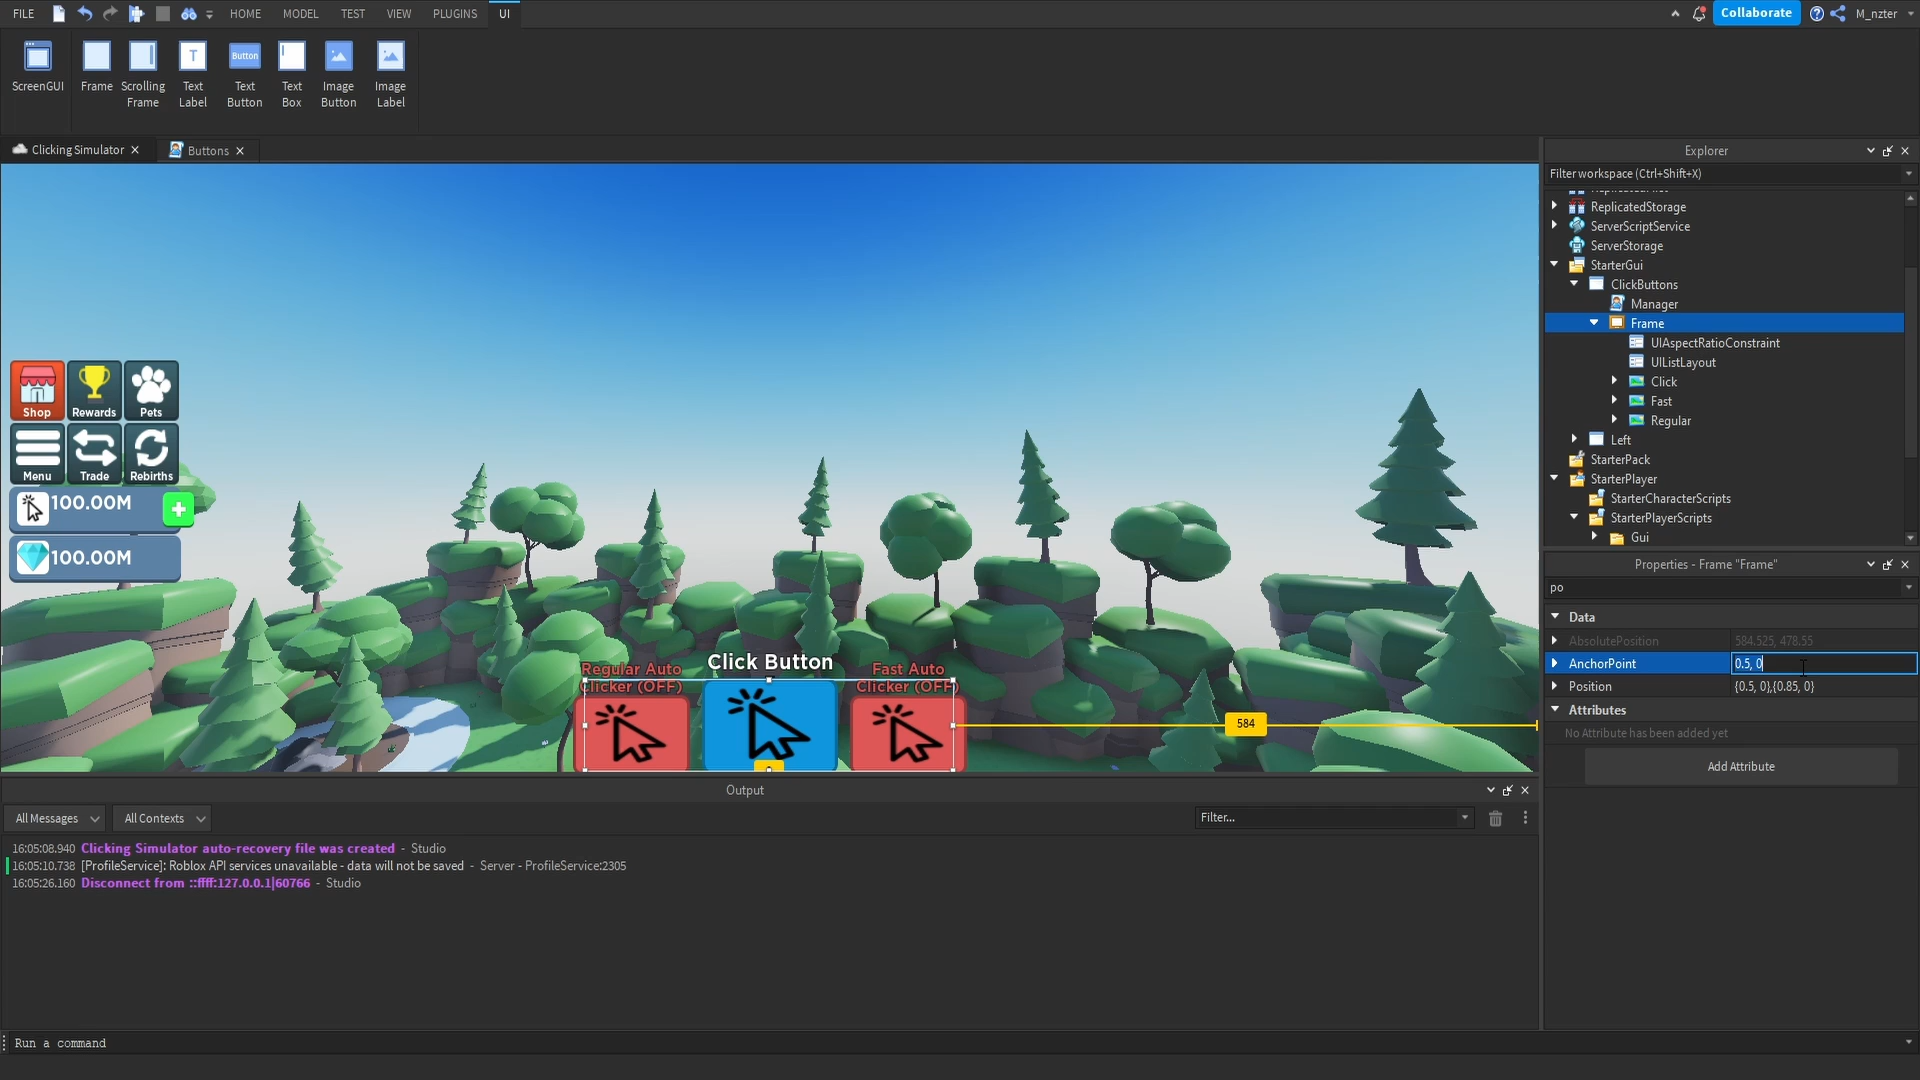 FILE HOME MODEL TEST VIEW PLUGINS UI Collaborate M_nzter
ScreenGUI
Frame
Scrolling
Frame
T
Text
Label
Button
Text
Button
Text
Box
Image
Button
Image
Label
Clicking Simulator
Buttons
Shop
Rewards
Pets
Menu
Trade
Rebirths
100.00M
+
100.00M
Regular Auto
Clicker (OFF)
Click Button
Fast Auto
Clicker (OFF)
584
Explorer
Filter workspace (Ctrl+Shift+X)
ReplicatedStorage
ServerScriptService
ServerStorage
StarterGui
ClickButtons
Manager
Frame
UIAspectRatioConstraint
UIListLayout
Click
Fast
Regular
Left
StarterPack
StarterPlayer
StarterCharacterScripts
StarterPlayerScripts
Gui
Properties - Frame "Frame"
po
Data
AbsolutePosition 584.525, 478.55
AnchorPoint 0.5, 0
Position {0.5, 0},{0.85, 0}
Attributes
No Attribute has been added yet
Add Attribute
Output
All Messages All Contexts Filter...
16:05:08.940 Clicking Simulator auto-recovery file was created - Studio
16:05:10.738 [ProfileService]: Roblox API services unavailable - data will not be saved - Server - ProfileService:2305
16:05:26.160 Disconnect from ::ffff:127.0.0.1|60766 - Studio
Run a command